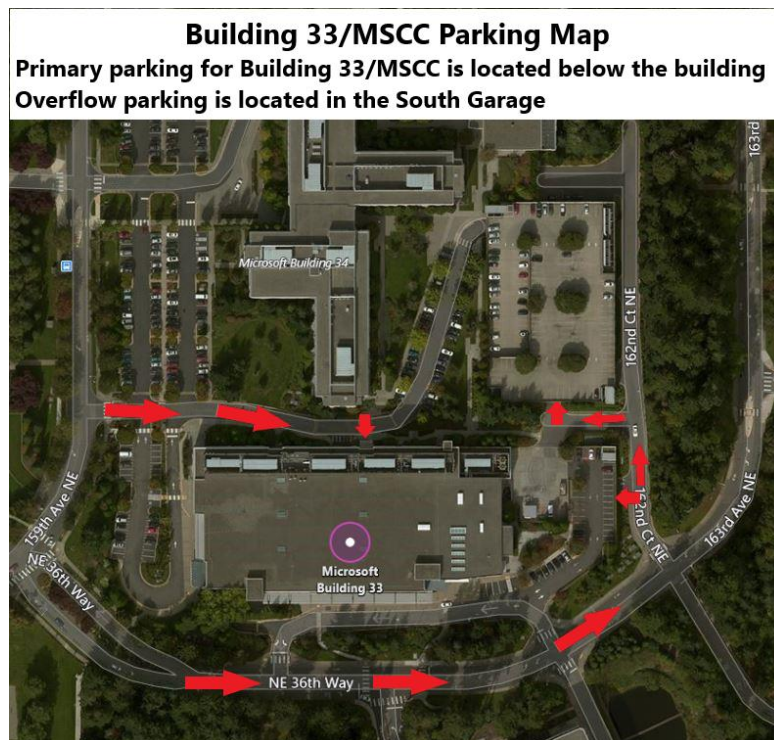 Building 33/MSCC Parking Map
Primary parking for Building 33/MSCC is located below the building
Overflow parking is located in the South Garage
163rd
Microsoft Building 34
162nd Ct NE
159th Ave NE
162nd Ct NE
163rd Ave NE
NE 36th Way
Microsoft
Building 33
NE 36th Way